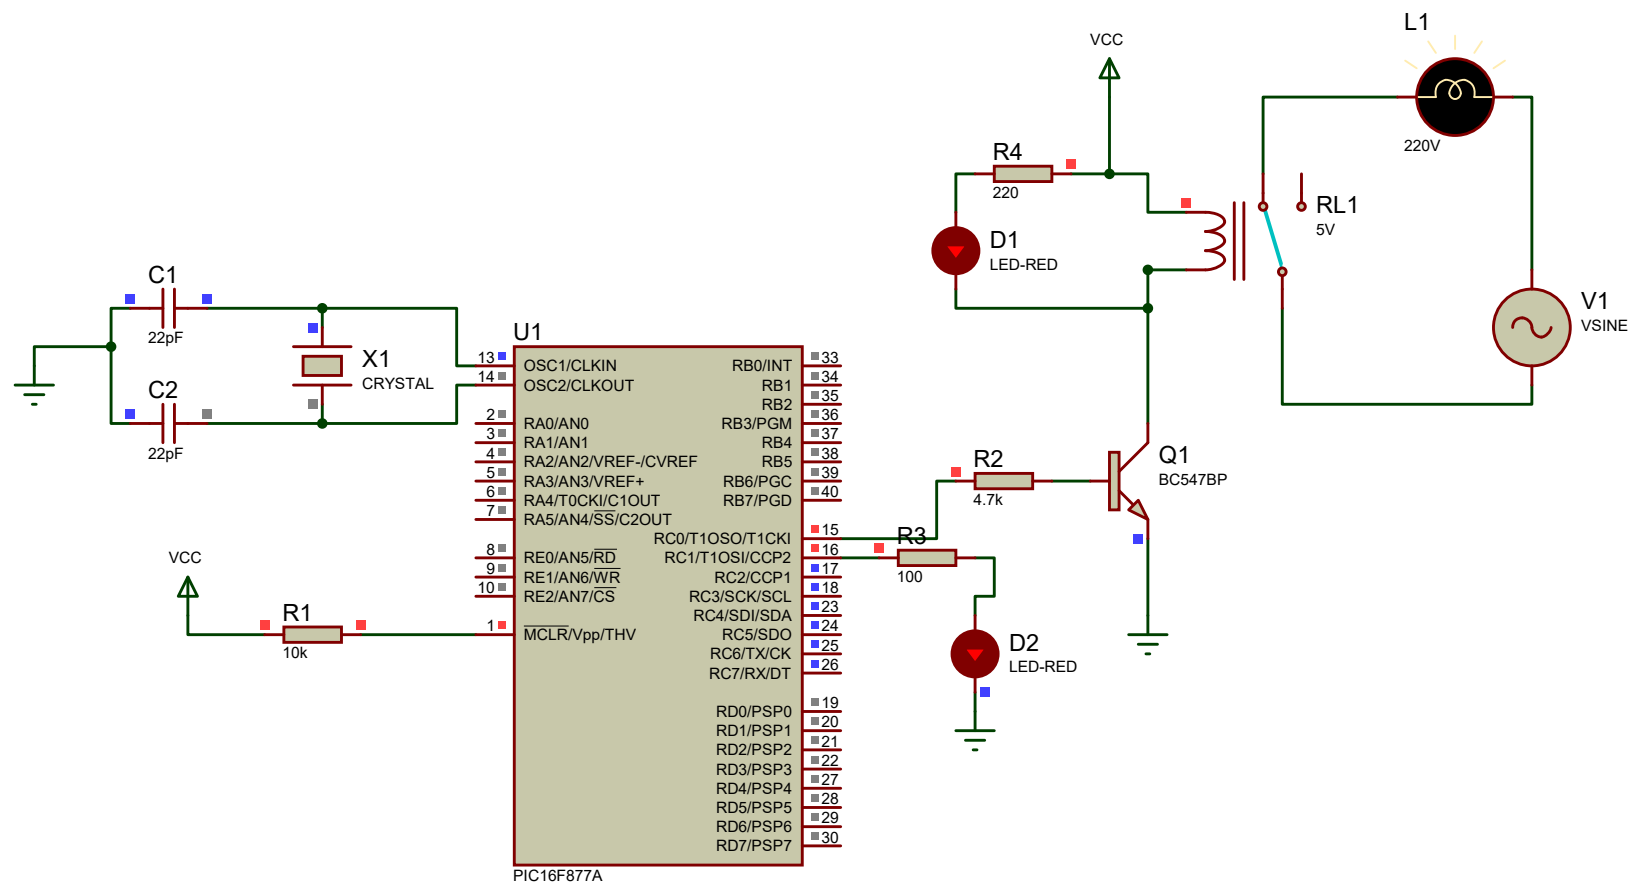 L1
220V
VCC
R4
220
D1
LED-RED
RL1
5V
V1
VSINE
C1
22pF
X1
CRYSTAL
C2
22pF
U1
13 OSC1/CLKIN
14 OSC2/CLKOUT
2 RA0/AN0
3 RA1/AN1
4 RA2/AN2/VREF-/CVREF
5 RA3/AN3/VREF+
6 RA4/T0CKI/C1OUT
7 RA5/AN4/SS/C2OUT
8 RE0/AN5/RD
9 RE1/AN6/WR
10 RE2/AN7/CS
1 MCLR/Vpp/THV
RB0/INT 33
RB1 34
RB2 35
RB3/PGM 36
RB4 37
RB5 38
RB6/PGC 39
RB7/PGD 40
RC0/T1OSO/T1CKI 15
RC1/T1OSI/CCP2 16
RC2/CCP1 17
RC3/SCK/SCL 18
RC4/SDI/SDA 23
RC5/SDO 24
RC6/TX/CK 25
RC7/RX/DT 26
RD0/PSP0 19
RD1/PSP1 20
RD2/PSP2 21
RD3/PSP3 22
RD4/PSP4 27
RD5/PSP5 28
RD6/PSP6 29
RD7/PSP7 30
PIC16F877A
VCC
R1
10k
R2
4.7k
Q1
BC547BP
R3
100
D2
LED-RED